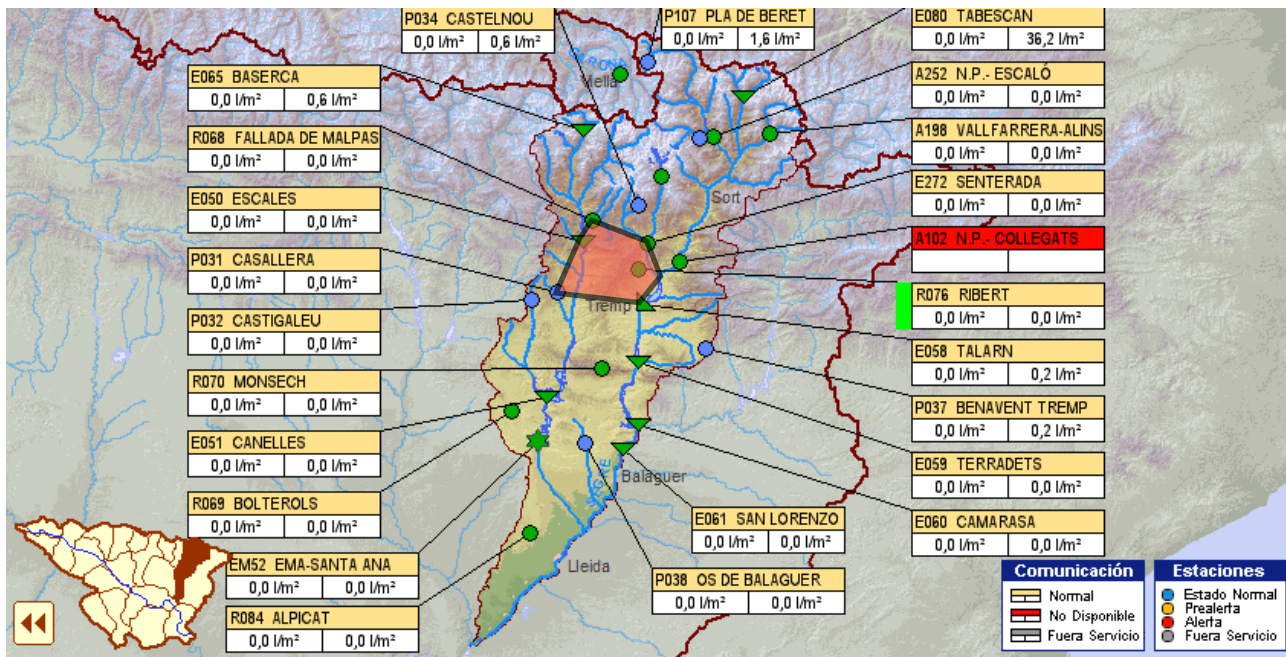 P034 CASTELNOU
0,0 l/m² 0,6 l/m²
P107 PLA DE BERET
0,0 l/m² 1,6 l/m²
E080 TABESCAN
0,0 l/m² 36,2 l/m²
E065 BASERCA
0,0 l/m² 0,6 l/m²
A252 N.P.- ESCALÓ
0,0 l/m² 0,0 l/m²
R068 FALLADA DE MALPAS
0,0 l/m² 0,0 l/m²
A198 VALLFARRERA-ALINS
0,0 l/m² 0,0 l/m²
E050 ESCALES
0,0 l/m² 0,0 l/m²
E272 SENTERADA
0,0 l/m² 0,0 l/m²
P031 CASALLERA
0,0 l/m² 0,0 l/m²
A102 N.P.- COLLEGATS
P032 CASTIGALEU
0,0 l/m² 0,0 l/m²
R076 RIBERT
0,0 l/m² 0,0 l/m²
R070 MONSECH
0,0 l/m² 0,0 l/m²
E058 TALARN
0,0 l/m² 0,2 l/m²
E051 CANELLES
0,0 l/m² 0,0 l/m²
P037 BENAVENT TREMP
0,0 l/m² 0,2 l/m²
R069 BOLTEROLS
0,0 l/m² 0,0 l/m²
E059 TERRADETS
0,0 l/m² 0,0 l/m²
E061 SAN LORENZO
0,0 l/m² 0,0 l/m²
E060 CAMARASA
0,0 l/m² 0,0 l/m²
EM52 EMA-SANTA ANA
0,0 l/m² 0,0 l/m²
P038 OS DE BALAGUER
0,0 l/m² 0,0 l/m²
R084 ALPICAT
0,0 l/m² 0,0 l/m²
Viella
Sort
Tremp
Balaguer
SEGRE
Lleida
Comunicación
Normal
No Disponible
Fuera Servicio
Estaciones
Estado Normal
Prealerta
Alerta
Fuera Servicio